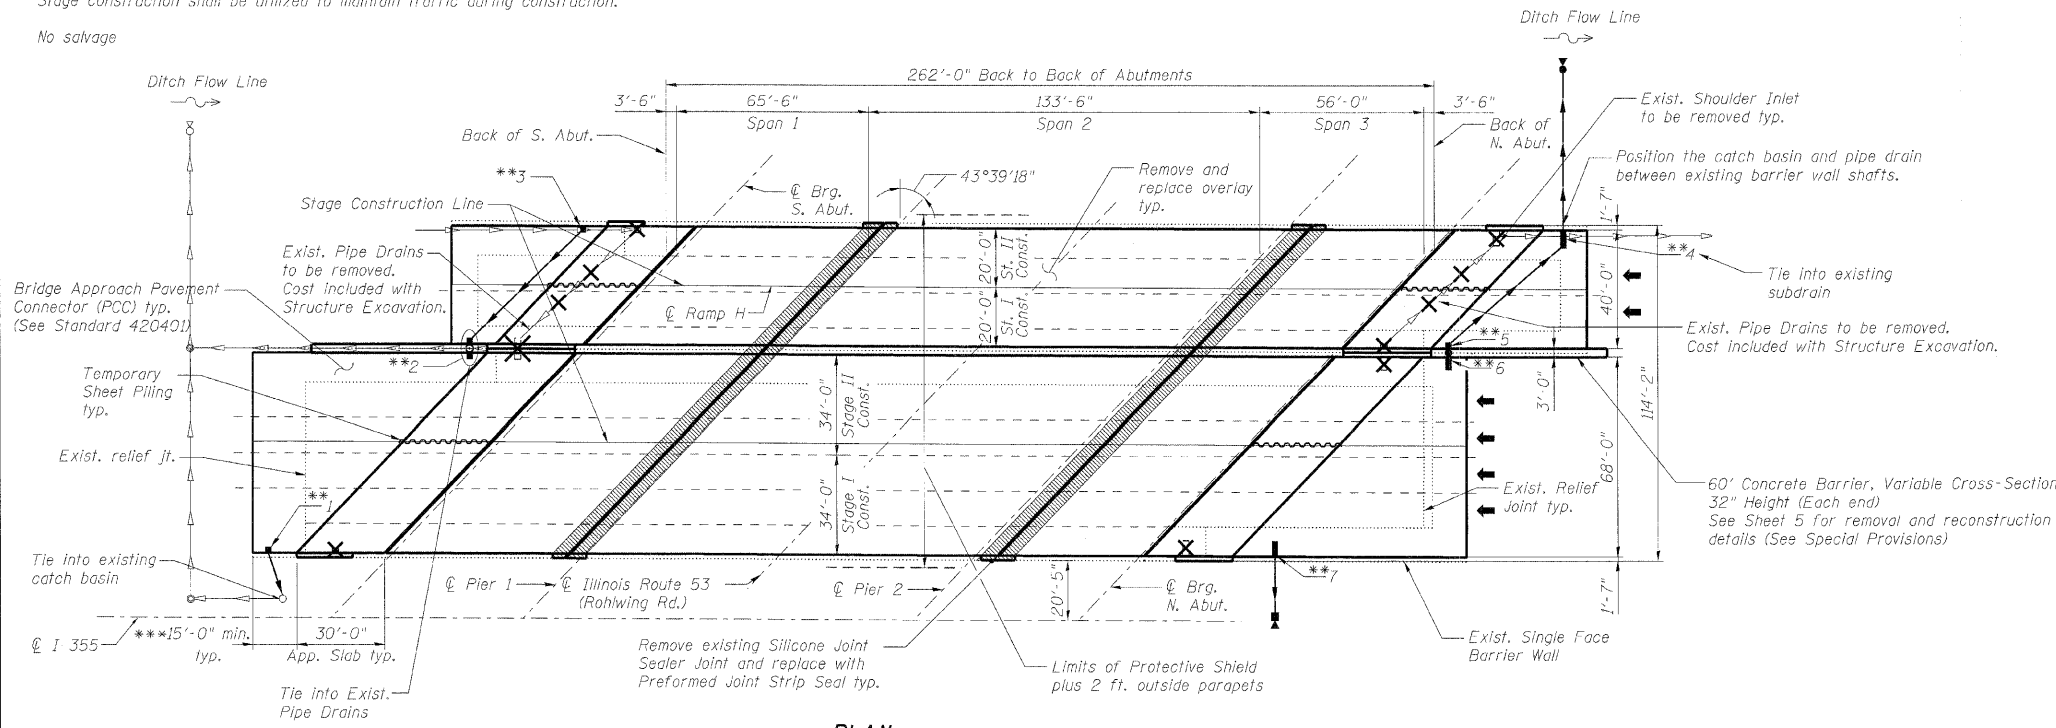 Stage construction shall be utilized to maintain traffic during construction.
No salvage
Ditch Flow Line
Ditch Flow Line
262'-0" Back to Back of Abutments
3'-6"
65'-6"
133'-6"
56'-0"
3'-6"
Span 1
Span 2
Span 3
Back of S. Abut.
Back of
N. Abut.
Exist. Shoulder Inlet
to be removed typ.
Position the catch basin and pipe drain
between existing barrier wall shafts.
**3
Stage Construction Line
℄ Brg.
S. Abut.
43°39'18"
Remove and
replace overlay
typ.
1'-7"
Exist. Pipe Drains
to be removed.
Cost included with
Structure Excavation.
Bridge Approach Pavement
Connector (PCC) typ.
(See Standard 420401)
℄ Ramp H
20'-0"
St. II
Const.
20'-0"
St. I
Const.
**4
Tie into existing
subdrain
40'-0"
Exist. Pipe Drains to be removed.
Cost included with Structure Excavation.
**2
**5
**6
3'-0"
114'-2"
Temporary
Sheet Piling
typ.
34'-0"
Stage II
Const.
34'-0"
Stage I
Const.
68'-0"
Exist. relief jt.
**1
Exist. Relief
Joint typ.
60' Concrete Barrier, Variable Cross-Section
32" Height (Each end)
See Sheet 5 for removal and reconstruction
details (See Special Provisions)
Tie into existing
catch basin
℄ Pier 1
℄ Illinois Route 53
(Rohlwing Rd.)
℄ Pier 2
20'-5"
℄ Brg.
N. Abut.
**7
1'-7"
℄ I 355
***15'-0" min.
typ.
30'-0"
App. Slab typ.
Tie into Exist.
Pipe Drains
Remove existing Silicone Joint
Sealer Joint and replace with
Preformed Joint Strip Seal typ.
Limits of Protective Shield
plus 2 ft. outside parapets
Exist. Single Face
Barrier Wall
PLAN